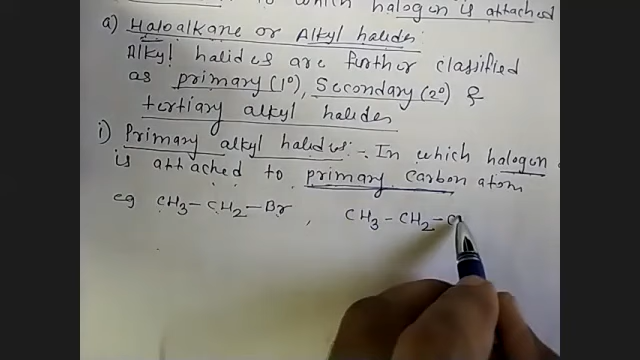 to which halogen is attached
a) Haloalkane or Alkyl halides:
Alkyl halides are further classified
as primary (1°), Secondary (2°) &
tertiary alkyl halides
i) Primary alkyl halides: - In which halogen
is attached to primary carbon atom
eg CH3 - CH2 - Br , CH3 - CH2 - C